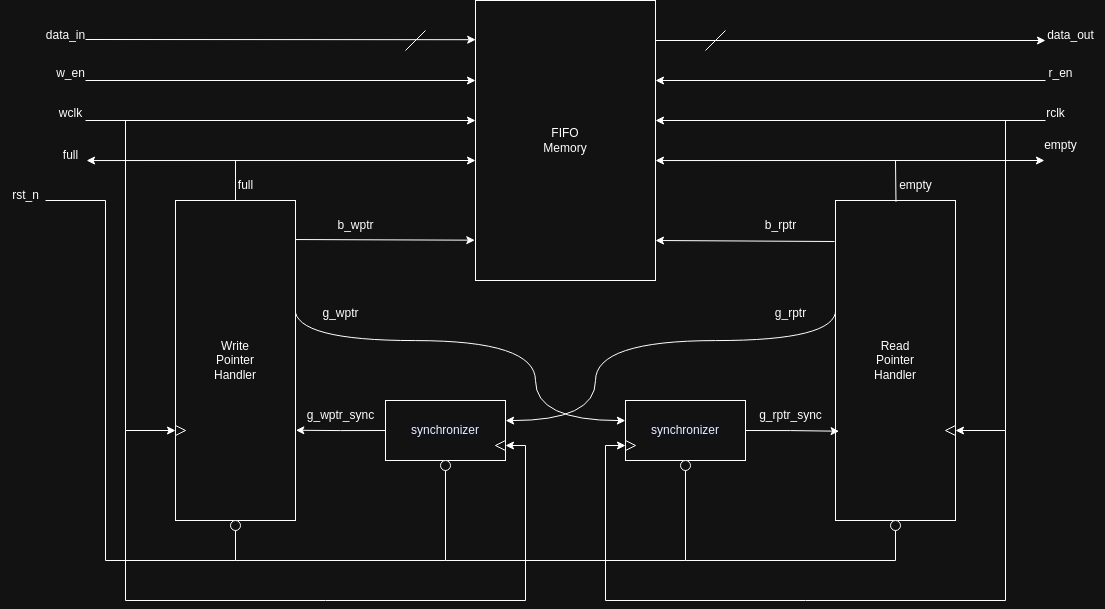 data_in
data_out
w_en
r_en
wclk
rclk
FIFO
Memory
full
empty
full
empty
rst_n
b_wptr
b_rptr
g_wptr
g_rptr
Write
Pointer
Handler
Read
Pointer
Handler
g_wptr_sync
synchronizer
synchronizer
g_rptr_sync